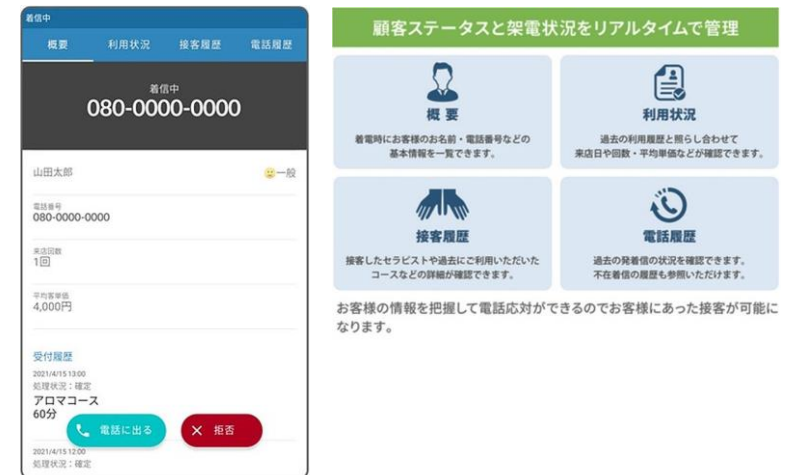 着信中
概要 利用状況 接客履歴 電話履歴
着信中
080-0000-0000
山田太郎 一般
電話番号
080-0000-0000
来店回数
1回
平均客単価
4,000円
受付履歴
2021/4/15 13:00
処理状況：確定
アロマコース
60分
電話に出る 拒否
2021/4/15 12:00
処理状況：確定
顧客ステータスと架電状況をリアルタイムで管理
概要
着電時にお客様のお名前・電話番号などの
基本情報を一覧できます。
利用状況
過去の利用履歴と照らし合わせて
来店日や回数・平均単価などが確認できます。
接客履歴
接客したセラピストや過去にご利用いただいた
コースなどの詳細が確認できます。
電話履歴
過去の発着信の状況を確認できます。
不在着信の履歴も参照いただけます。
お客様の情報を把握して電話応対ができるのでお客様にあった接客が可能に
なります。